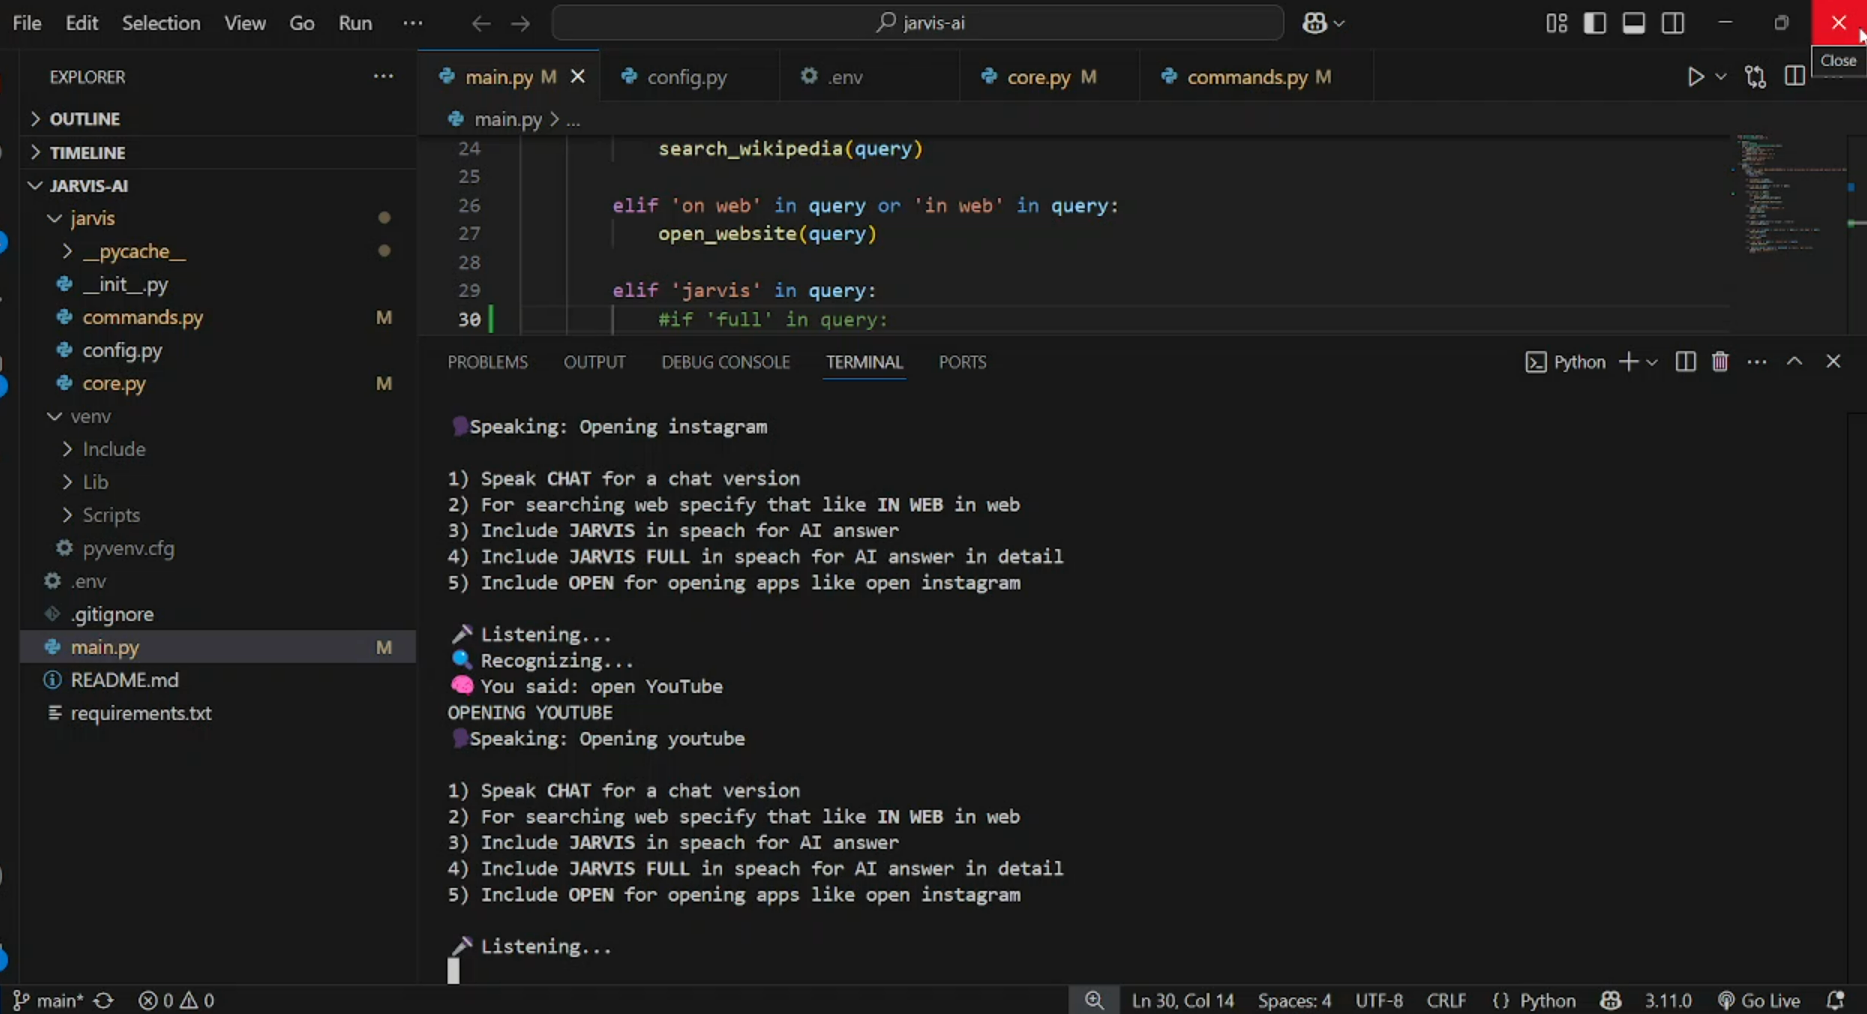 File Edit Selection View Go Run ...
jarvis-ai
Close
EXPLORER ...
OUTLINE
TIMELINE
JARVIS-AI
jarvis
__pycache__
__init__.py
commands.py M
config.py
core.py M
venv
Include
Lib
Scripts
pyvenv.cfg
.env
.gitignore
main.py M
README.md
requirements.txt
main.py M
config.py
.env
core.py M
commands.py M
main.py > ...
24 search_wikipedia(query)
25
26 elif 'on web' in query or 'in web' in query:
27 open_website(query)
28
29 elif 'jarvis' in query:
30 #if 'full' in query:
PROBLEMS OUTPUT DEBUG CONSOLE TERMINAL PORTS
Python
Speaking: Opening instagram
1) Speak CHAT for a chat version
2) For searching web specify that like IN WEB in web
3) Include JARVIS in speach for AI answer
4) Include JARVIS FULL in speach for AI answer in detail
5) Include OPEN for opening apps like open instagram
Listening...
Recognizing...
You said: open YouTube
OPENING YOUTUBE
Speaking: Opening youtube
1) Speak CHAT for a chat version
2) For searching web specify that like IN WEB in web
3) Include JARVIS in speach for AI answer
4) Include JARVIS FULL in speach for AI answer in detail
5) Include OPEN for opening apps like open instagram
Listening...
main* 0 0 Ln 30, Col 14 Spaces: 4 UTF-8 CRLF {} Python 3.11.0 Go Live